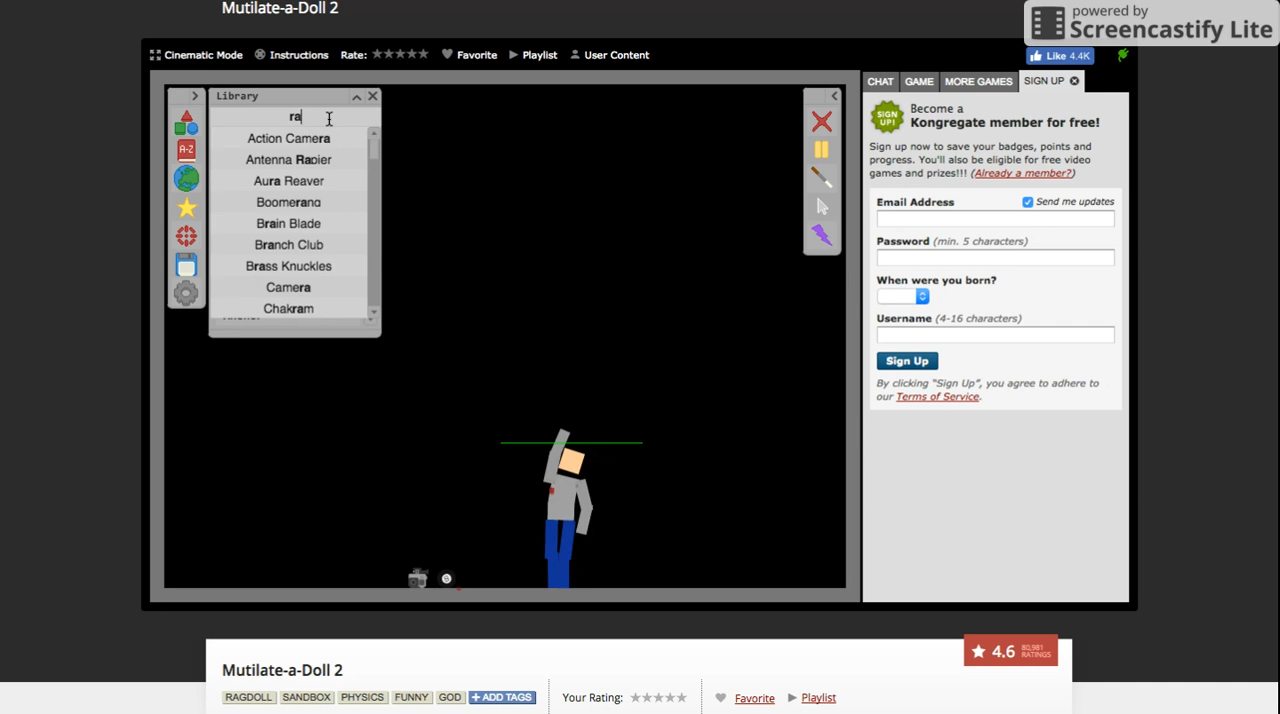 Mutilate-a-Doll 2
powered by
Screencastify Lite
Cinematic Mode Instructions Rate: Favorite Playlist User Content
Like 4.4K
Library
ra
Action Camera
Antenna Rapier
Aura Reaver
Boomerang
Brain Blade
Branch Club
Brass Knuckles
Camera
Chakram
A-Z
CHAT GAME MORE GAMES SIGN UP
SIGN UP!
Become a
Kongregate member for free!
Sign up now to save your badges, points and
progress. You'll also be eligible for free video
games and prizes!!! (Already a member?)
Email Address Send me updates
Password (min. 5 characters)
When were you born?
Username (4-16 characters)
Sign Up
By clicking "Sign Up", you agree to adhere to
our Terms of Service.
Mutilate-a-Doll 2
4.6 80,981
RATINGS
RAGDOLL SANDBOX PHYSICS FUNNY GOD + ADD TAGS
Your Rating: Favorite Playlist